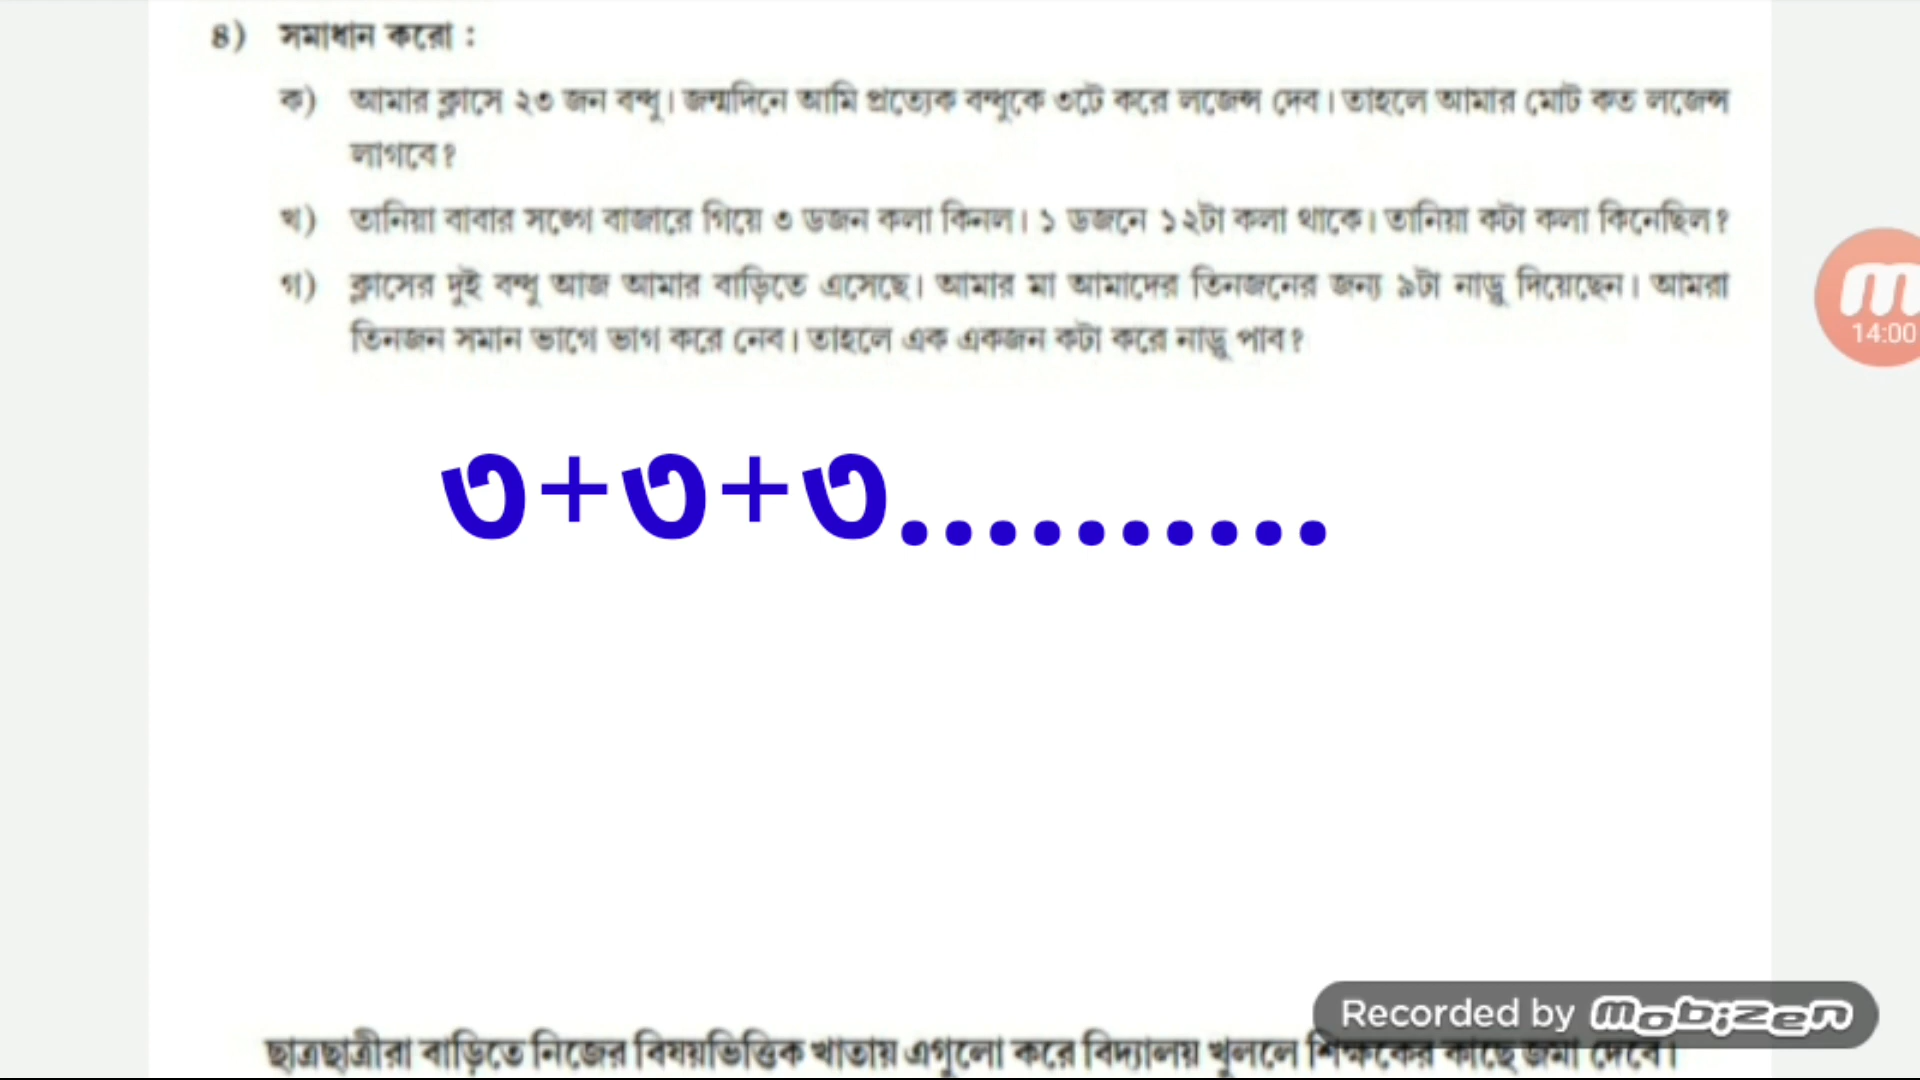 ৪) সমাধান করো :
ক) আমার ক্লাসে ২৩ জন বন্ধু। জন্মদিনে আমি প্রত্যেক বন্ধুকে ৩টে করে লজেন্স দেব। তাহলে আমার মোট কত লজেন্স
লাগবে?
খ) তানিয়া বাবার সঙ্গে বাজারে গিয়ে ৩ ডজন কলা কিনল। ১ ডজনে ১২টা কলা থাকে। তানিয়া কটা কলা কিনেছিল?
গ) ক্লাসের দুই বন্ধু আজ আমার বাড়িতে এসেছে। আমার মা আমাদের তিনজনের জন্য ৯টা নাড়ু দিয়েছেন। আমরা
তিনজন সমান ভাগে ভাগ করে নেব। তাহলে এক একজন কটা করে নাড়ু পাব?
14:00
৩+৩+৩..........
Recorded by mobizen
ছাত্রছাত্রীরা বাড়িতে নিজের বিষয়ভিত্তিক খাতায় এগুলো করে বিদ্যালয় খুললে শিক্ষকের কাছে জমা দেবে।